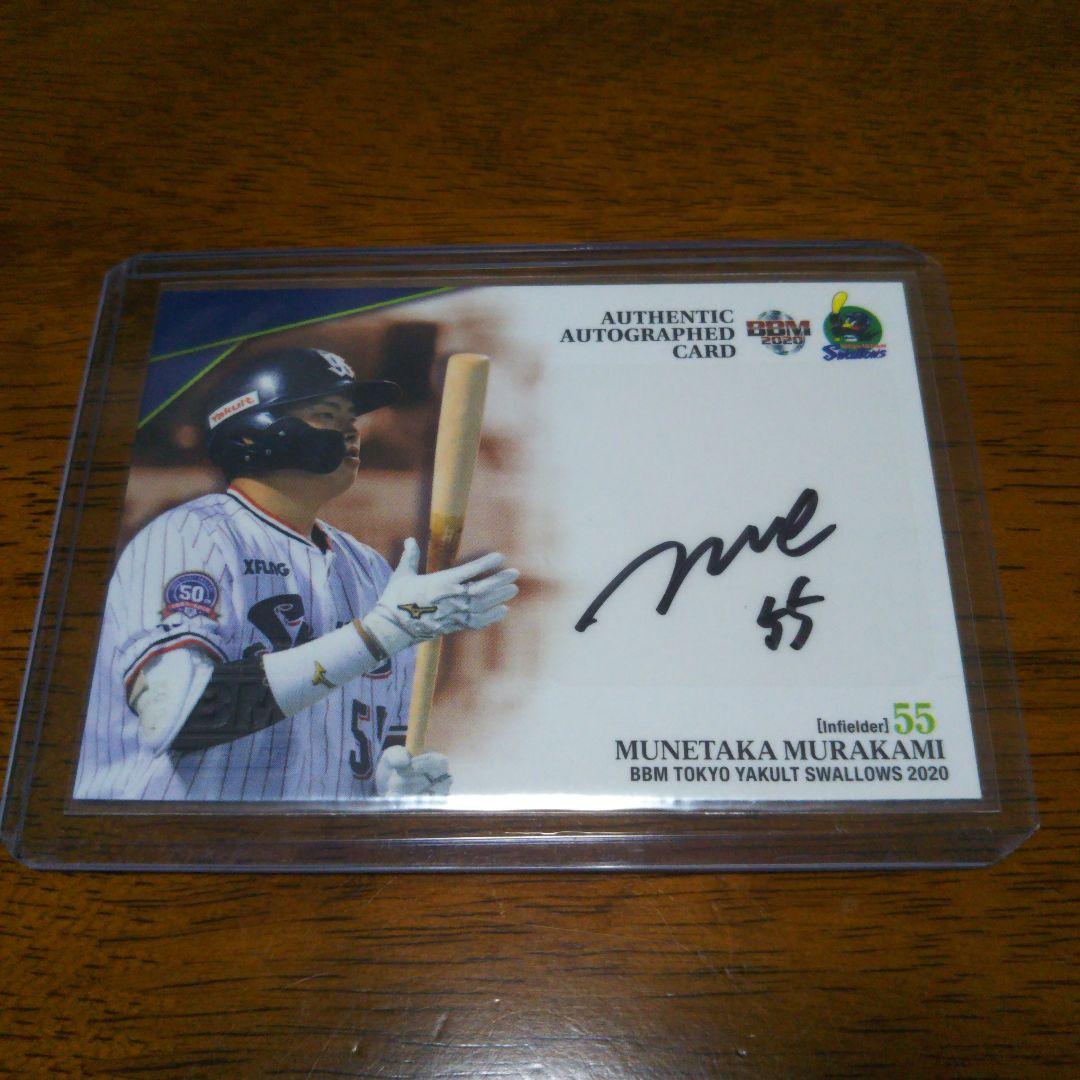 AUTHENTIC
AUTOGRAPHED
CARD
BBM
2020
SWALLOWS
Yakult
XFLAG
50
55
[Infielder] 55
MUNETAKA MURAKAMI
BBM TOKYO YAKULT SWALLOWS 2020